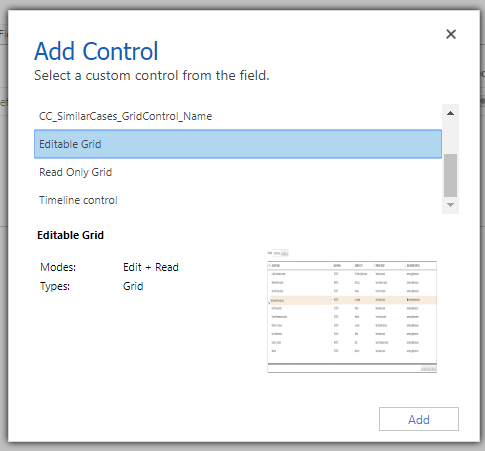 Add Control
Select a custom control from the field.
CC_SimilarCases_GridControl_Name
Editable Grid
Read Only Grid
Timeline control
Editable Grid
Modes: Edit + Read
Types: Grid
Add